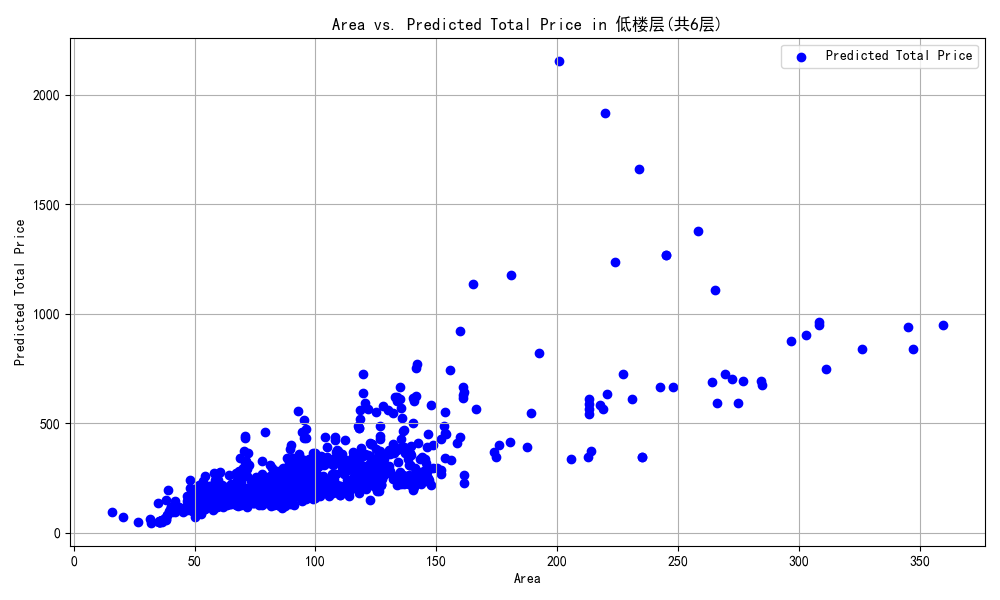 Area vs. Predicted Total Price in 低楼层(共6层)
Predicted Total Price
2000
1500
1000
500
0
Predicted Total Price
0 50 100 150 200 250 300 350
Area